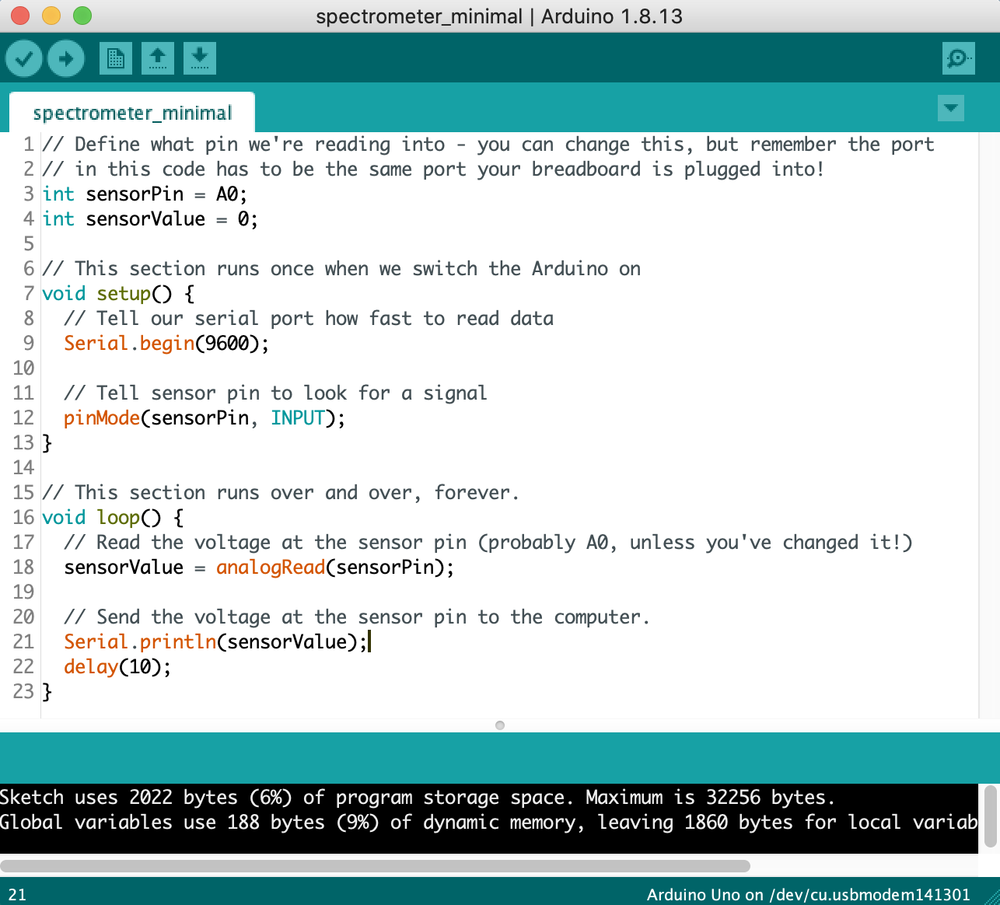 spectrometer_minimal | Arduino 1.8.13
spectrometer_minimal
1 // Define what pin we're reading into - you can change this, but remember the port
2 // in this code has to be the same port your breadboard is plugged into!
3 int sensorPin = A0;
4 int sensorValue = 0;
5
6 // This section runs once when we switch the Arduino on
7 void setup() {
8   // Tell our serial port how fast to read data
9   Serial.begin(9600);
10
11   // Tell sensor pin to look for a signal
12   pinMode(sensorPin, INPUT);
13 }
14
15 // This section runs over and over, forever.
16 void loop() {
17   // Read the voltage at the sensor pin (probably A0, unless you've changed it!)
18   sensorValue = analogRead(sensorPin);
19
20   // Send the voltage at the sensor pin to the computer.
21   Serial.println(sensorValue);
22   delay(10);
23 }
Sketch uses 2022 bytes (6%) of program storage space. Maximum is 32256 bytes.
Global variables use 188 bytes (9%) of dynamic memory, leaving 1860 bytes for local variab
21 Arduino Uno on /dev/cu.usbmodem141301